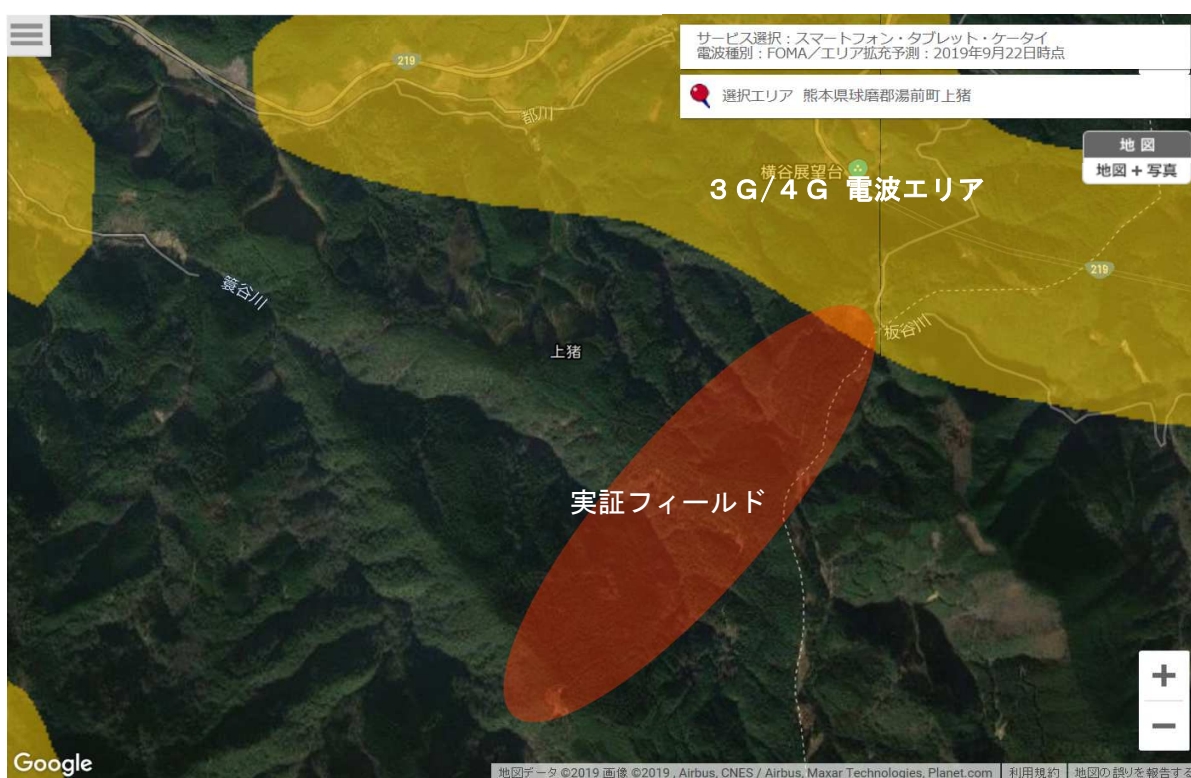 サービス選択：スマートフォン・タブレット・ケータイ
電波種別：FOMA／エリア拡充予測：2019年9月22日時点
選択エリア 熊本県球磨郡湯前町上猪
地図
地図＋写真
219
都川
横谷展望台
３Ｇ/４Ｇ 電波エリア
219
簑谷川
板谷川
上猪
実証フィールド
+
−
Google
地図データ ©2019 画像 ©2019 , Airbus, CNES / Airbus, Maxar Technologies, Planet.com
利用規約
地図の誤りを報告する